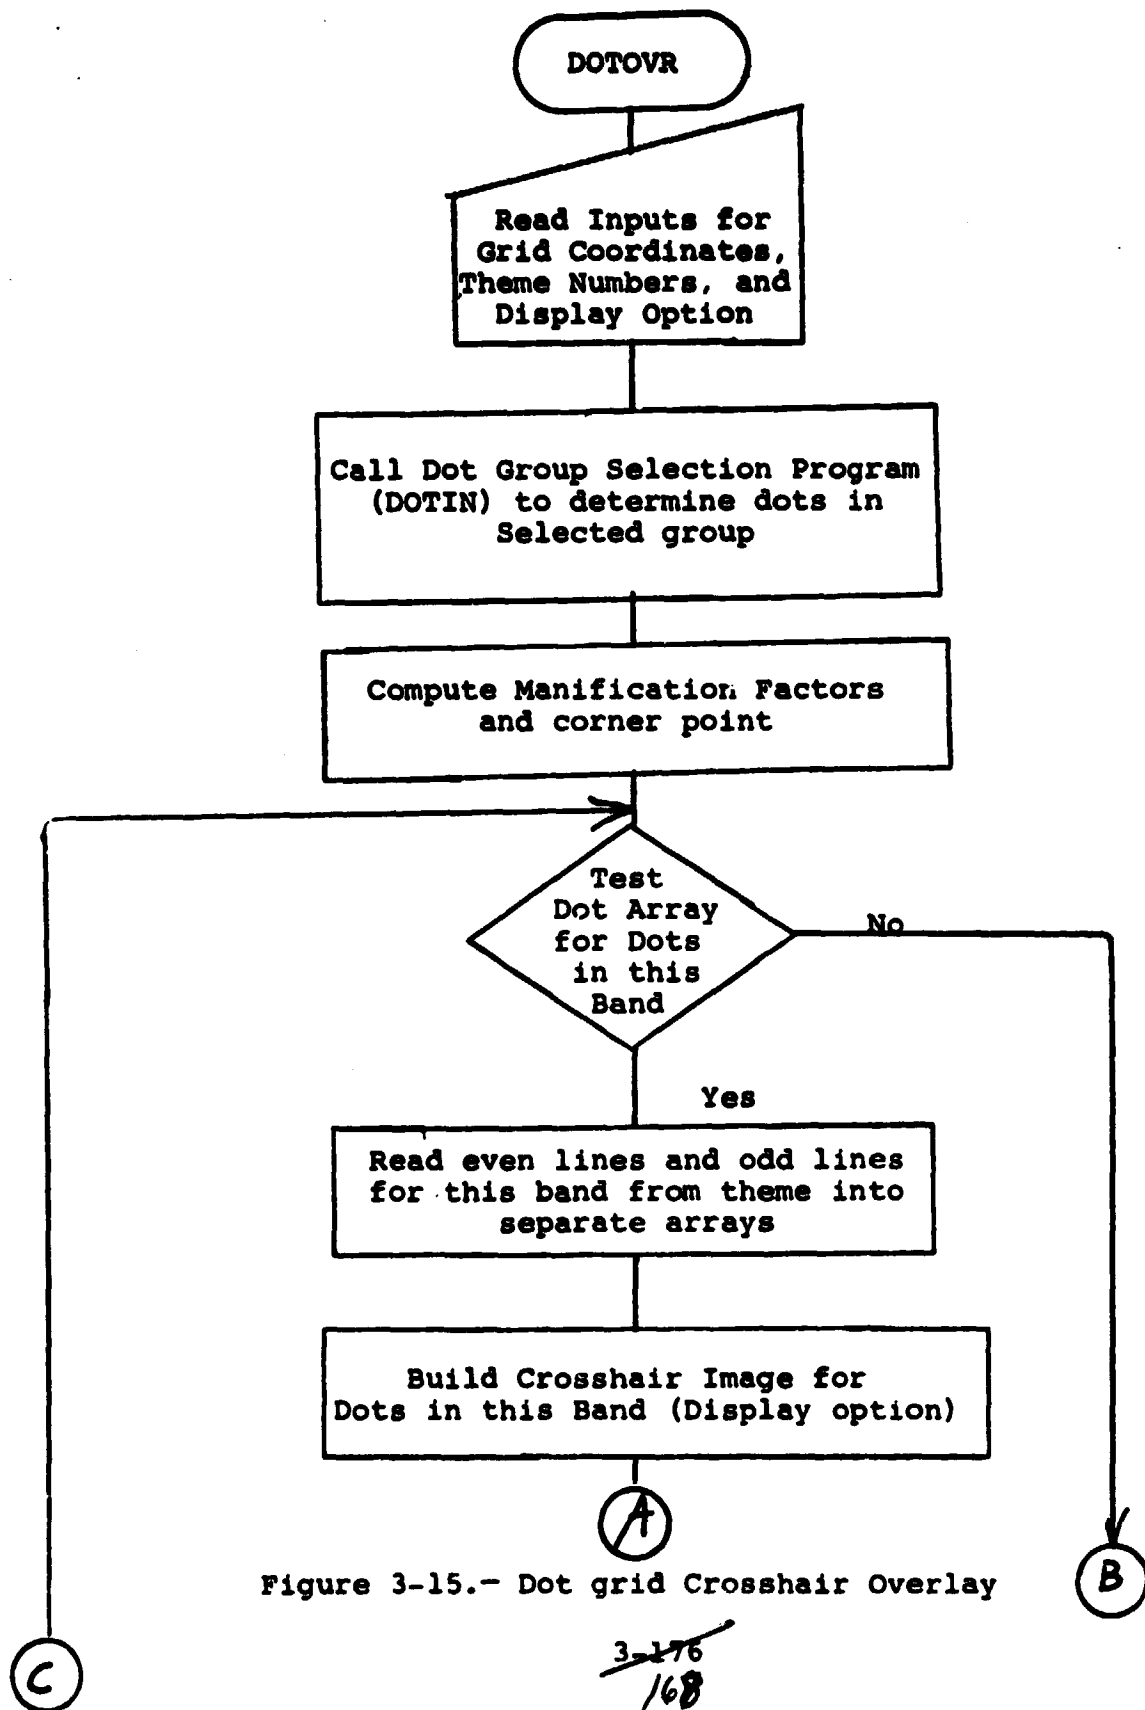 DOTOVR
Read Inputs for
Grid Coordinates,
Theme Numbers, and
Display Option
Call Dot Group Selection Program
(DOTIN) to determine dots in
Selected group
Compute Manification Factors
and corner point
Test
Dot Array
for Dots
in this
Band
No
Yes
Read even lines and odd lines
for this band from theme into
separate arrays
Build Crosshair Image for
Dots in this Band (Display option)
A
B
Figure 3-15.- Dot grid Crosshair Overlay
C
3-176
168